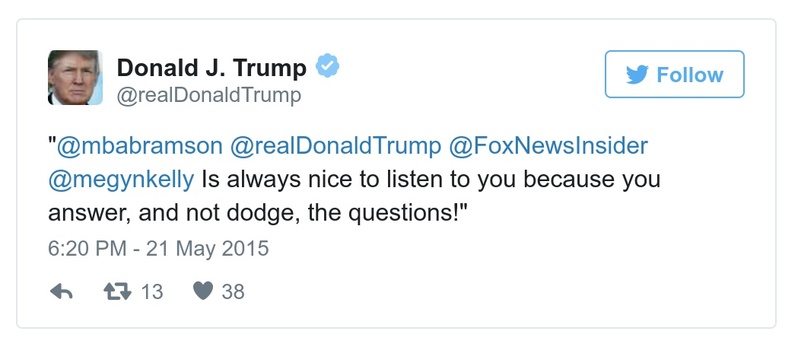 Donald J. Trump
@realDonaldTrump
Follow
"@mbabramson @realDonaldTrump @FoxNewsInsider
@megynkelly Is always nice to listen to you because you
answer, and not dodge, the questions!"
6:20 PM - 21 May 2015
13 38